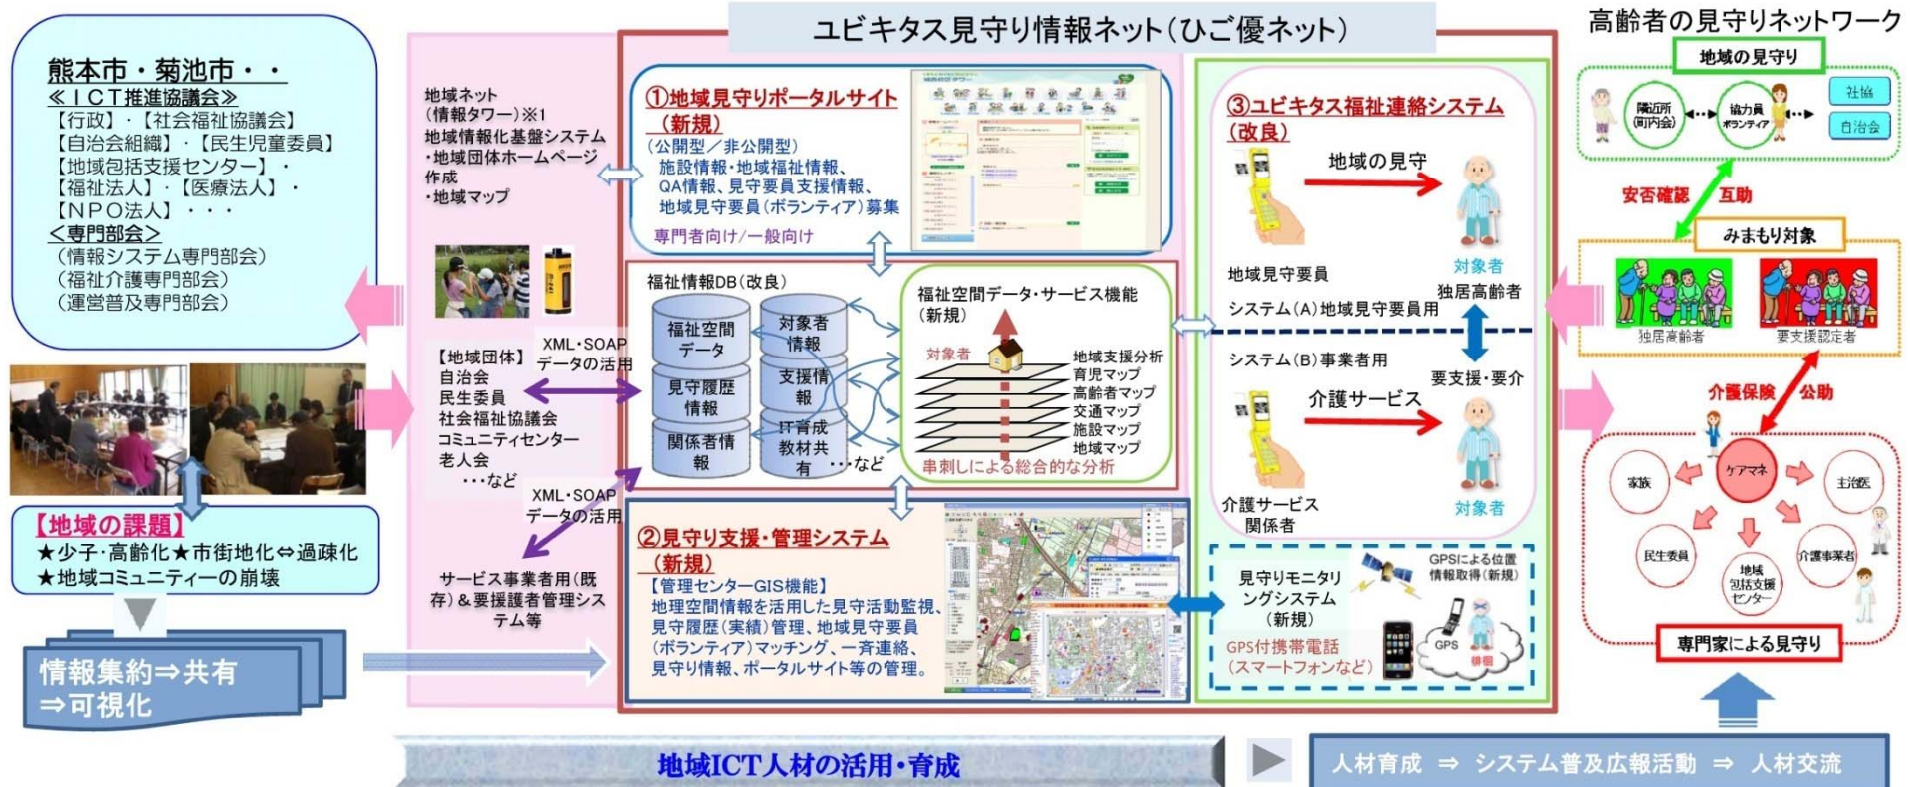 ユビキタス見守り情報ネット(ひご優ネット)
高齢者の見守りネットワーク
熊本市・菊池市・・
≪ICT推進協議会≫
【行政】・【社会福祉協議会】
【自治会組織】・【民生児童委員】
【地域包括支援センター】・
【福祉法人】・【医療法人】・
【NPO法人】・・・
<専門部会>
(情報システム専門部会)
(福祉介護専門部会)
(運営普及専門部会)
【地域の課題】
★少子・高齢化★市街地化⇔過疎化
★地域コミュニティーの崩壊
情報集約⇒共有
⇒可視化
地域ネット
(情報タワー)※1
地域情報化基盤システム
・地域団体ホームページ
作成
・地域マップ
XML・SOAP
データの活用
【地域団体】
自治会
民生委員
社会福祉協議会
コミュニティセンター
老人会
・・・など
XML・SOAP
データの活用
サービス事業者用(既
存)&要援護者管理シス
テム等
①地域見守りポータルサイト
(新規)
(公開型/非公開型)
施設情報・地域福祉情報、
QA情報、見守要員支援情報、
地域見守要員(ボランティア)募集
専門者向け/一般向け
福祉情報DB(改良)
福祉空間
データ
見守履歴
情報
関係者情
報
対象者
情報
支援情
報
IT育成
教材共
有
・・・など
福祉空間データ・サービス機能
(新規)
対象者
地域支援分析
育児マップ
高齢者マップ
交通マップ
施設マップ
地域マップ
串刺しによる総合的な分析
②見守り支援・管理システム
(新規)
【管理センターGIS機能】
地理空間情報を活用した見守活動監視、
見守履歴(実績)管理、地域見守要員
(ボランティア)マッチング、一斉連絡、
見守り情報、ポータルサイト等の管理。
③ユビキタス福祉連絡システム
(改良)
地域の見守
地域見守要員
対象者
独居高齢者
システム(A)地域見守要員用
システム(B)事業者用
要支援・要介
介護サービス
介護サービス
関係者
対象者
見守りモニタリ
ングシステム
(新規)
GPSによる位置
情報取得(新規)
GPS付携帯電話
(スマートフォンなど)
GPS
徘徊
地域の見守り
隣近所
(町内会)
協力員
ボランティア
社協
自治会
安否確認
互助
みまもり対象
独居高齢者
要支援認定者
介護保険
公助
ケアマネ
家族
主治医
民生委員
地域
包括支援
センター
介護事業者
専門家による見守り
地域ICT人材の活用・育成
人材育成 ⇒ システム普及広報活動 ⇒ 人材交流